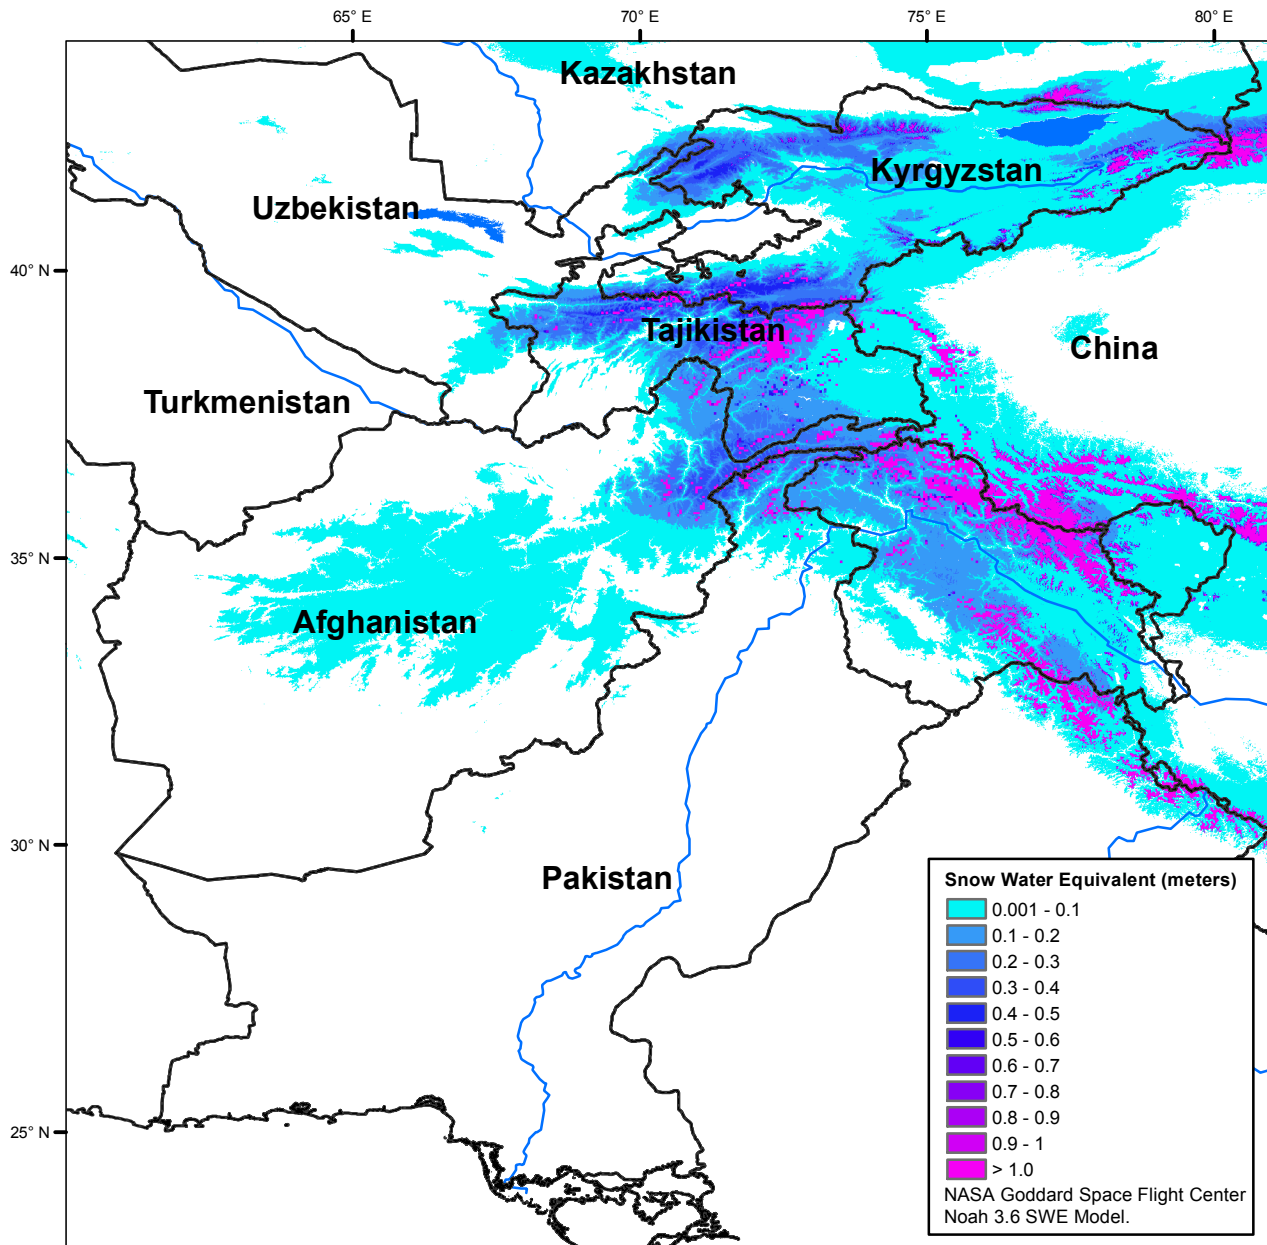 65° E
70° E
75° E
80° E
Kazakhstan
Kyrgyzstan
Uzbekistan
40° N
Tajikistan
China
Turkmenistan
35° N
Afghanistan
30° N
Pakistan
25° N
Snow Water Equivalent (meters)
0.001 - 0.1
0.1 - 0.2
0.2 - 0.3
0.3 - 0.4
0.4 - 0.5
0.5 - 0.6
0.6 - 0.7
0.7 - 0.8
0.8 - 0.9
0.9 - 1
> 1.0
NASA Goddard Space Flight Center
Noah 3.6 SWE Model.